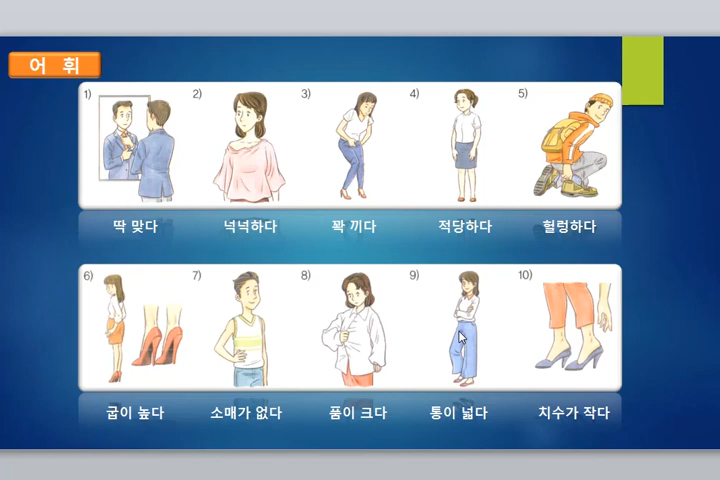 어 휘
1) 2) 3) 4) 5)
딱 맞다 넉넉하다 꽉 끼다 적당하다 헐렁하다
6) 7) 8) 9) 10)
굽이 높다 소매가 없다 품이 크다 통이 넓다 치수가 작다